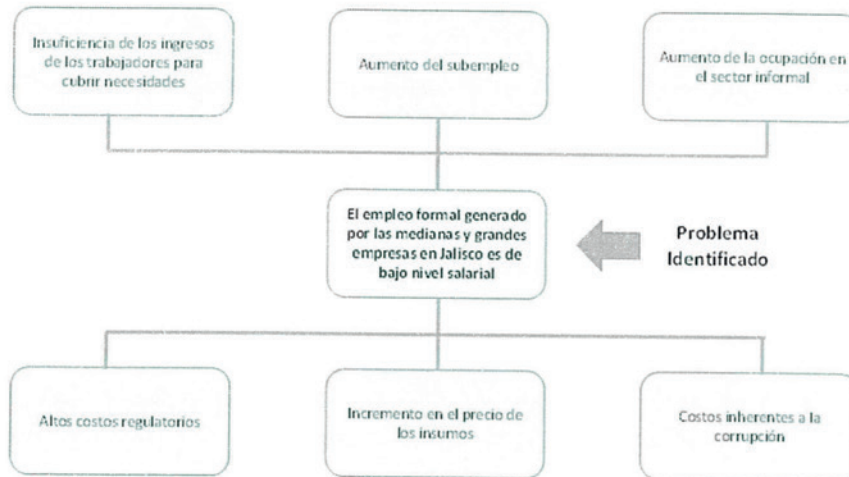 Insuficiencia de los ingresos
de los trabajadores para
cubrir necesidades
Aumento del subempleo
Aumento de la ocupación en
el sector informal
El empleo formal generado
por las medianas y grandes
empresas en Jalisco es de
bajo nivel salarial
Problema
Identificado
Altos costos regulatorios
Incremento en el precio de
los insumos
Costos inherentes a la
corrupción